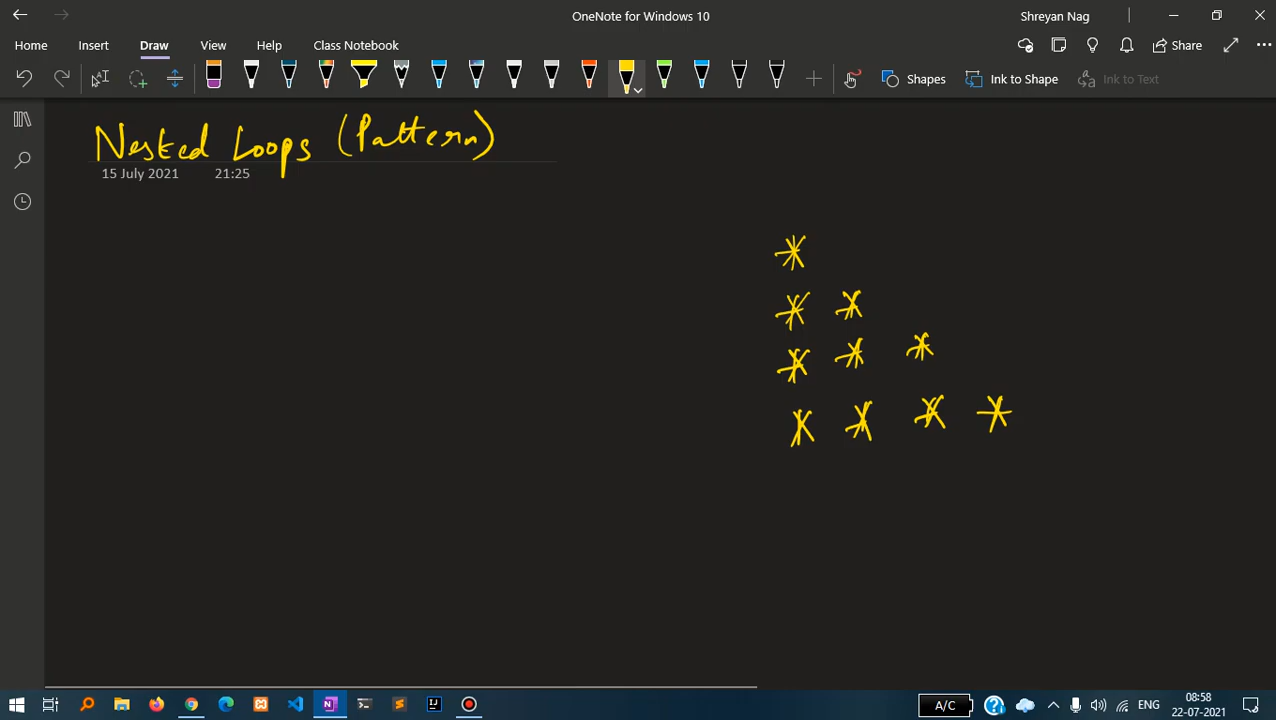 OneNote for Windows 10
Shreyan Nag
Home Insert Draw View Help Class Notebook
Share
Shapes Ink to Shape Ink to Text
Nested Loops (Pattern)
15 July 2021 21:25
*
* *
* * *
* * * *
A/C
ENG
08:58
22-07-2021